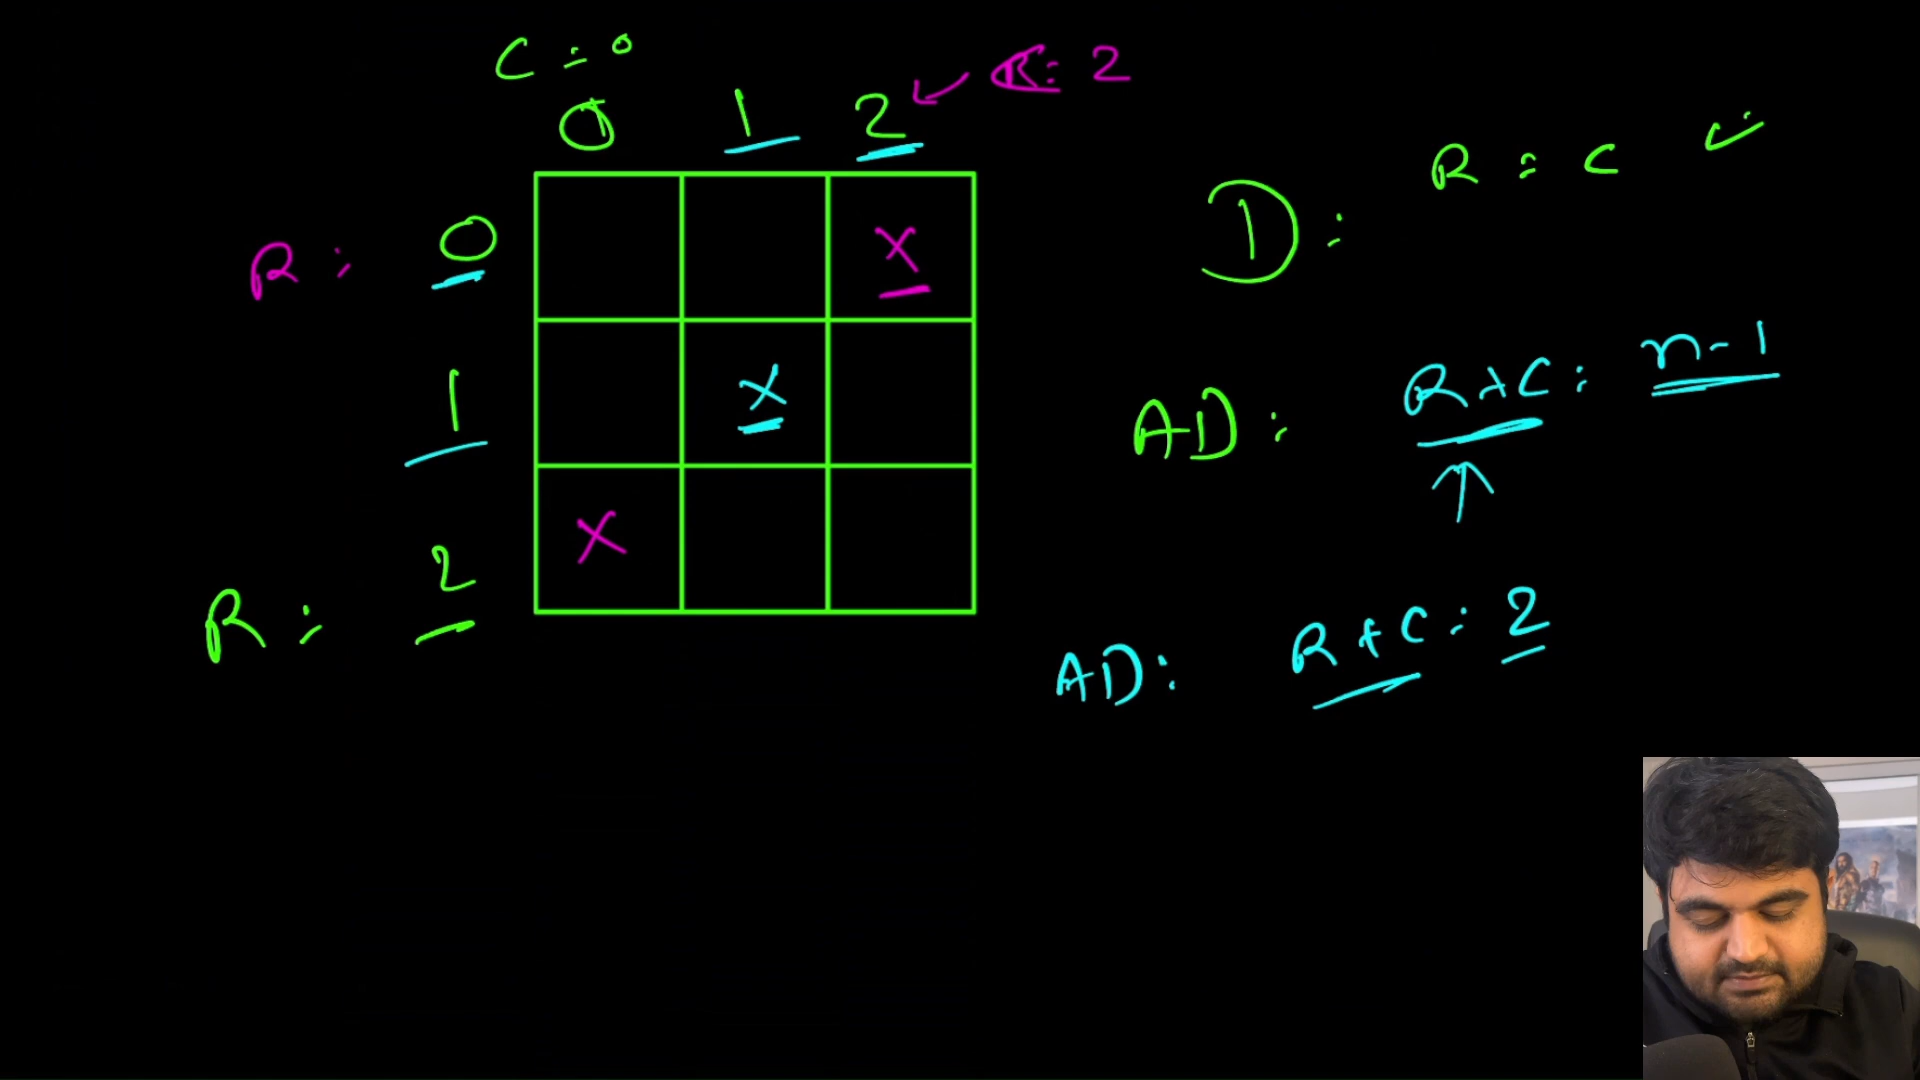 C = 0
0 1 2 C = 2
D : R = C ✓
R : 0 X
AD : R + C = n - 1
1 X
R : 2 X
AD : R + C = 2